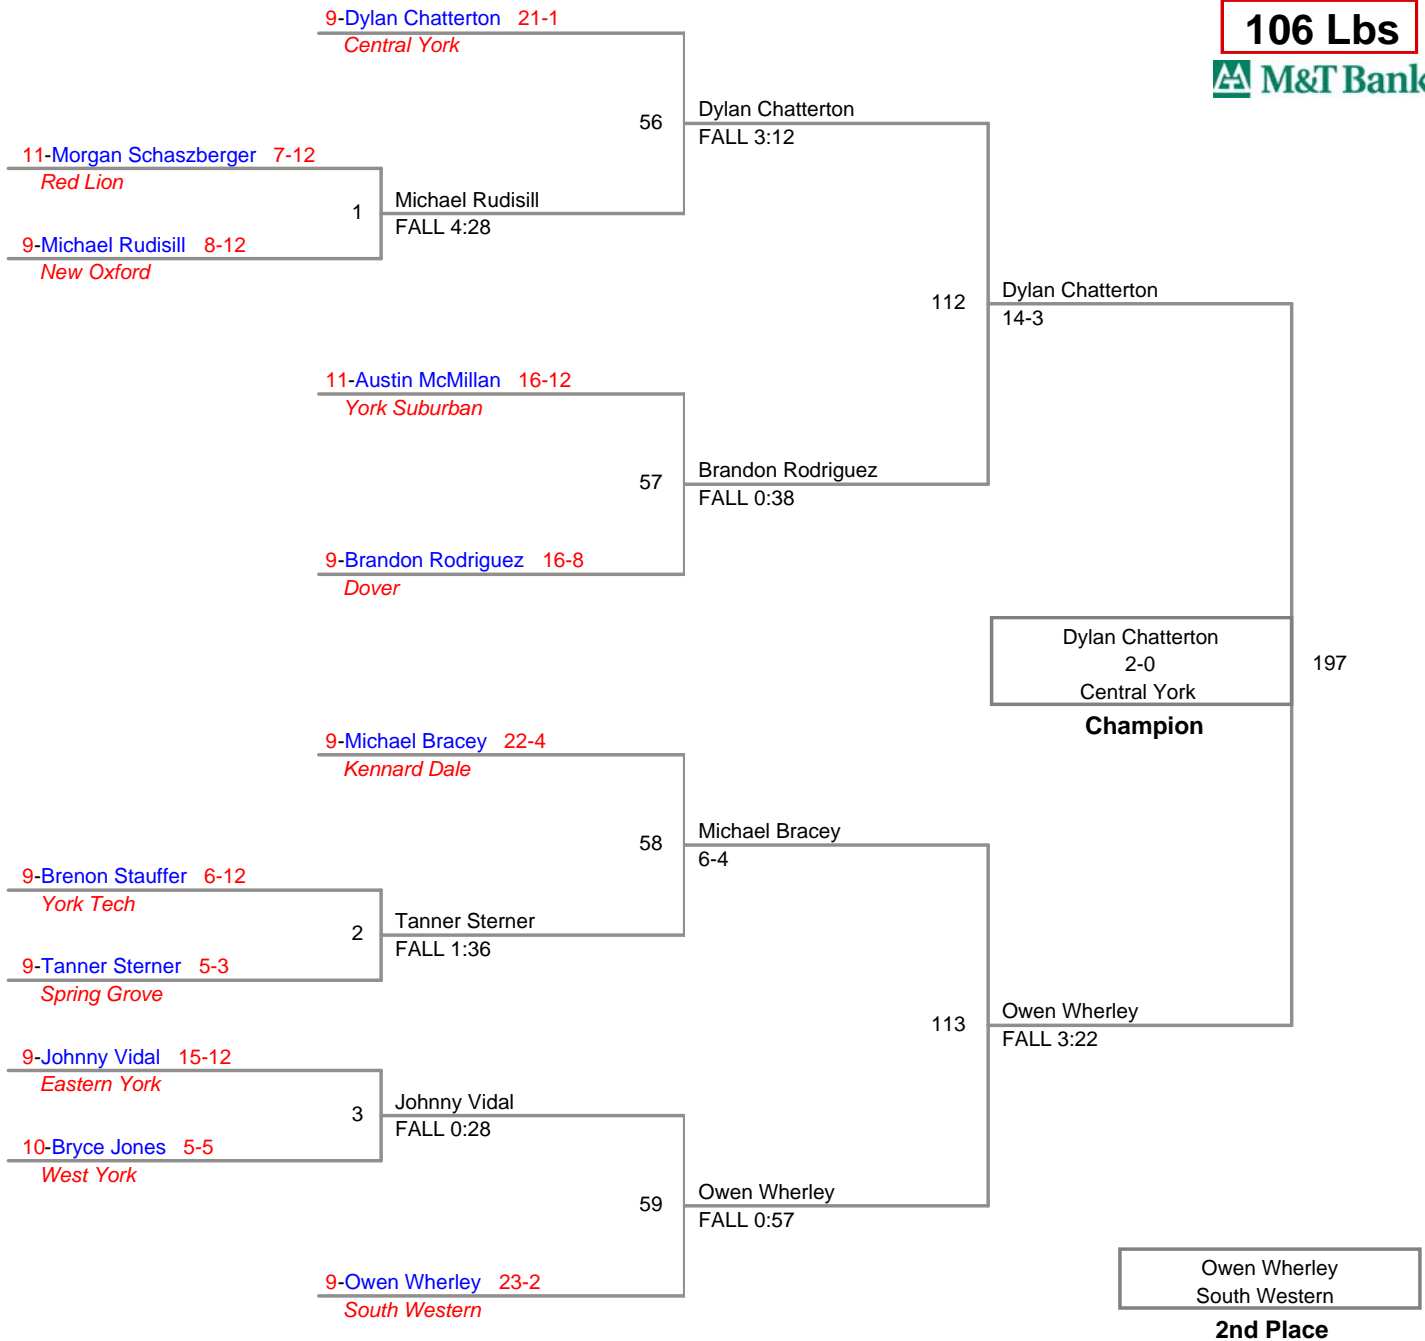 106 Lbs
M&T Bank
9-Dylan Chatterton 21-1
Central York
56
Dylan Chatterton
FALL 3:12
11-Morgan Schaszberger 7-12
Red Lion
1
Michael Rudisill
FALL 4:28
9-Michael Rudisill 8-12
New Oxford
112
Dylan Chatterton
14-3
11-Austin McMillan 16-12
York Suburban
57
Brandon Rodriguez
FALL 0:38
9-Brandon Rodriguez 16-8
Dover
Dylan Chatterton
2-0
Central York
Champion
197
9-Michael Bracey 22-4
Kennard Dale
58
Michael Bracey
6-4
9-Brenon Stauffer 6-12
York Tech
2
Tanner Sterner
FALL 1:36
9-Tanner Sterner 5-3
Spring Grove
113
Owen Wherley
FALL 3:22
9-Johnny Vidal 15-12
Eastern York
3
Johnny Vidal
FALL 0:28
10-Bryce Jones 5-5
West York
59
Owen Wherley
FALL 0:57
9-Owen Wherley 23-2
South Western
Owen Wherley
South Western
2nd Place